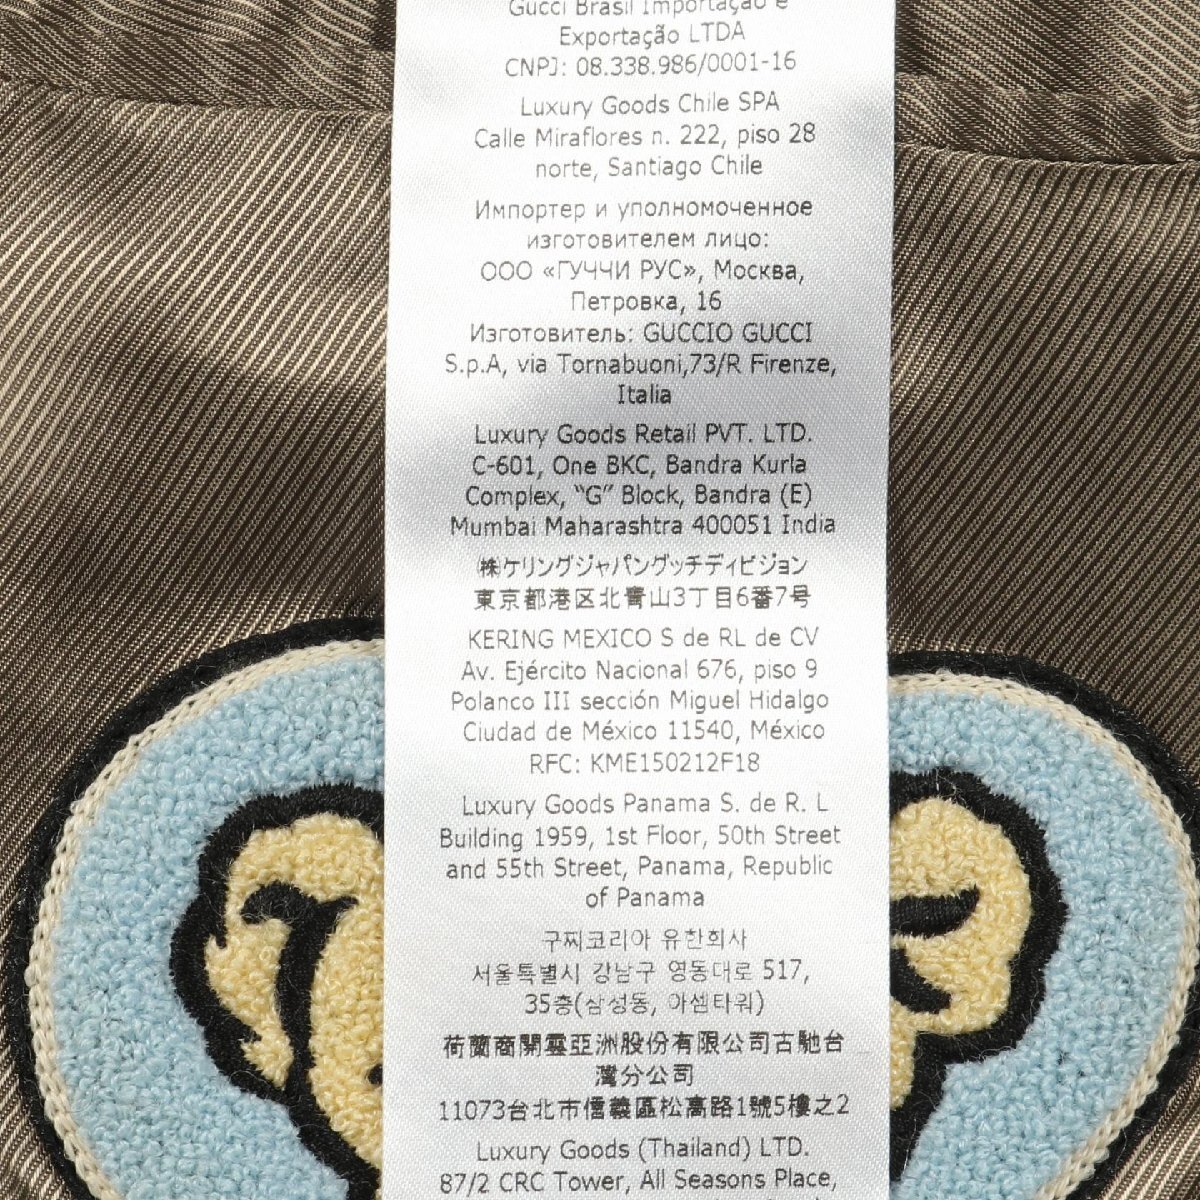 Gucci Brasil Importação e
Exportação LTDA
CNPJ: 08.338.986/0001-16
Luxury Goods Chile SPA
Calle Miraflores n. 222, piso 28
norte, Santiago Chile
Импортер и уполномоченное
изготовителем лицо:
ООО «ГУЧЧИ РУС», Москва,
Петровка, 16
Изготовитель: GUCCIO GUCCI
S.p.A, via Tornabuoni,73/R Firenze,
Italia
Luxury Goods Retail PVT. LTD.
C-601, One BKC, Bandra Kurla
Complex, “G” Block, Bandra (E)
Mumbai Maharashtra 400051 India
㈱ケリングジャパングッチディビジョン
東京都港区北青山3丁目6番7号
KERING MEXICO S de RL de CV
Av. Ejército Nacional 676, piso 9
Polanco III sección Miguel Hidalgo
Ciudad de México 11540, México
RFC: KME150212F18
Luxury Goods Panama S. de R. L
Building 1959, 1st Floor, 50th Street
and 55th Street, Panama, Republic
of Panama
구찌코리아 유한회사
서울특별시 강남구 영동대로 517,
35층(삼성동, 아셈타워)
荷蘭商開雲亞洲股份有限公司古馳台
灣分公司
11073台北市信義區松高路1號5樓之2
Luxury Goods (Thailand) LTD.
87/2 CRC Tower, All Seasons Place,